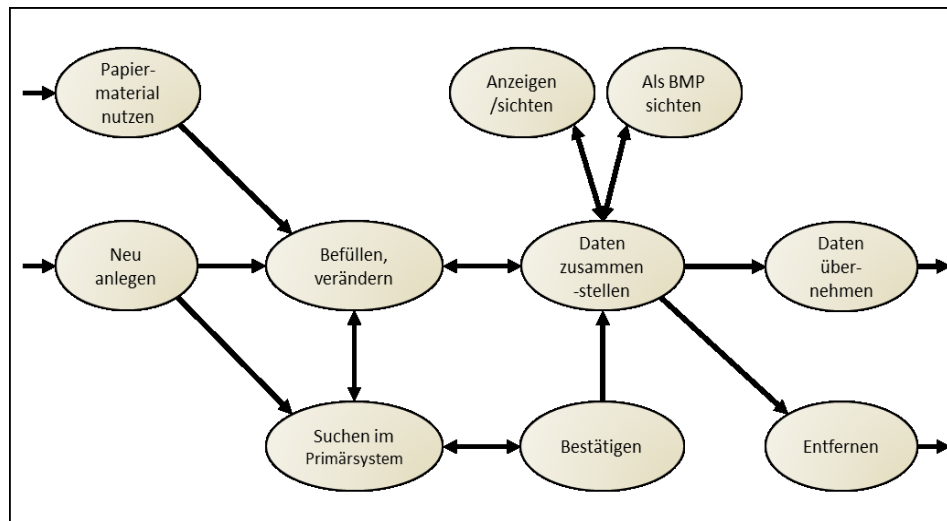 Papier-
material
nutzen
Anzeigen
/sichten
Als BMP
sichten
Neu
anlegen
Befüllen,
verändern
Daten
zusammen
-stellen
Daten
über-
nehmen
Suchen im
Primärsystem
Bestätigen
Entfernen